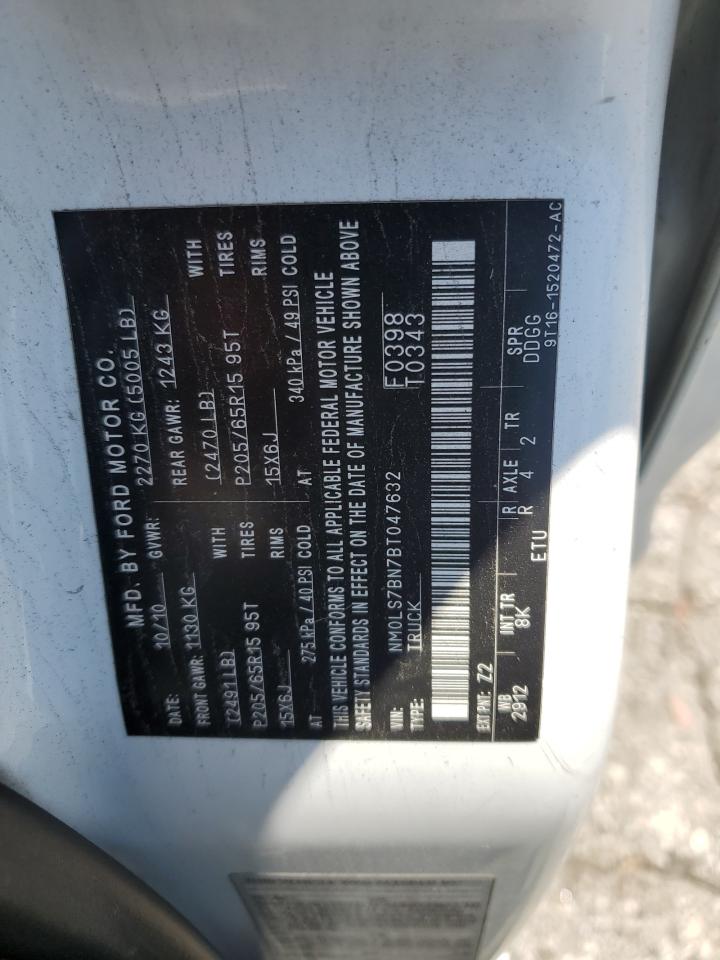 MFD. BY FORD MOTOR CO.
DATE: 10/10 GVWR: 2270 KG (5005 LB)
FRONT GAWR: 1130 KG REAR GAWR: 1243 KG WITH
(2491 LB) (2470 LB)
P205/65R15 95T TIRES P205/65R15 95T TIRES
15X6J RIMS 15X6J RIMS
AT 275 kPa / 40 PSI COLD AT 340 kPa / 49 PSI COLD
THIS VEHICLE CONFORMS TO ALL APPLICABLE FEDERAL MOTOR VEHICLE
SAFETY STANDARDS IN EFFECT ON THE DATE OF MANUFACTURE SHOWN ABOVE
VIN: NM0LS7BN7BT047632 F0398
TYPE: TRUCK T0343
EXT PNT: Z2
WB INT TR R AXLE TR SPR
2912 8K R 4 2 DDGG
ETU 9T16-1520472-AC